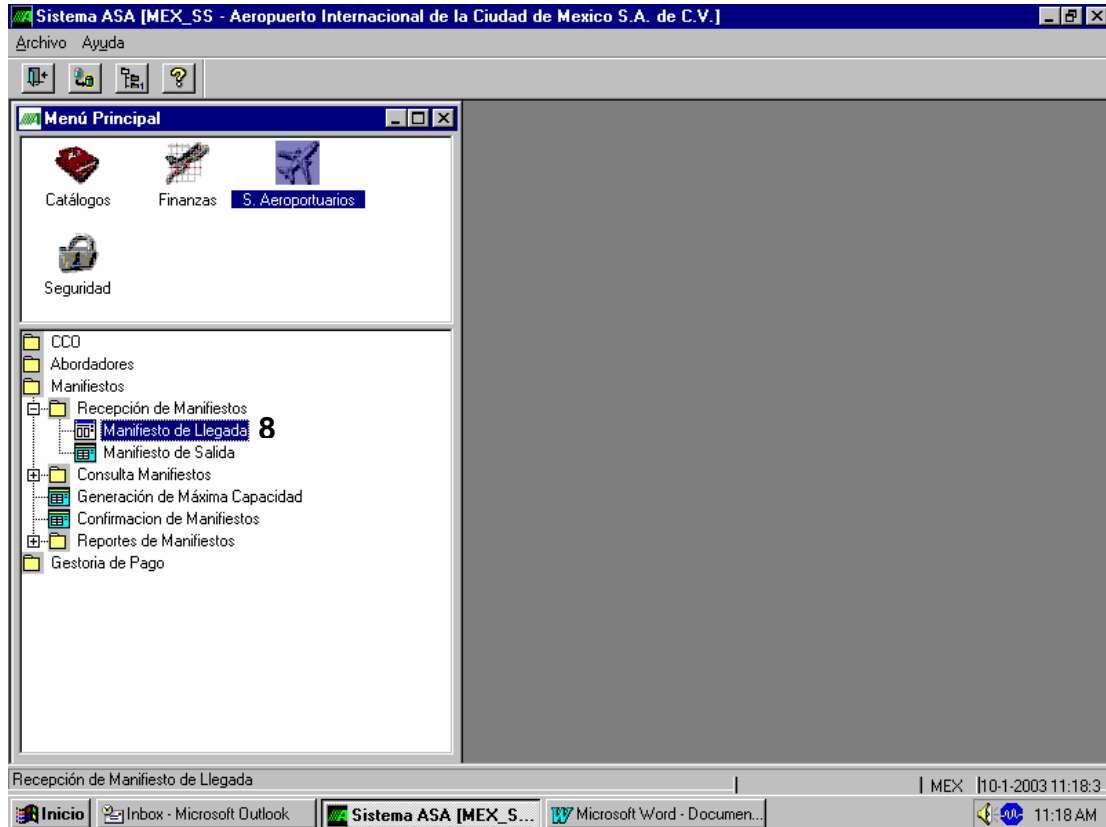 Sistema ASA [MEX_SS - Aeropuerto Internacional de la Ciudad de Mexico S.A. de C.V.]
Archivo Ayuda
Menú Principal
Catálogos Finanzas S. Aeroportuarios
Seguridad
CCO
Abordadores
Manifiestos
Recepción de Manifiestos
Manifiesto de Llegada 8
Manifiesto de Salida
Consulta Manifiestos
Generación de Máxima Capacidad
Confirmacion de Manifiestos
Reportes de Manifiestos
Gestoria de Pago
Recepción de Manifiesto de Llegada MEX 10-1-2003 11:18:3
Inicio Inbox - Microsoft Outlook Sistema ASA [MEX_S... Microsoft Word - Documen... 11:18 AM